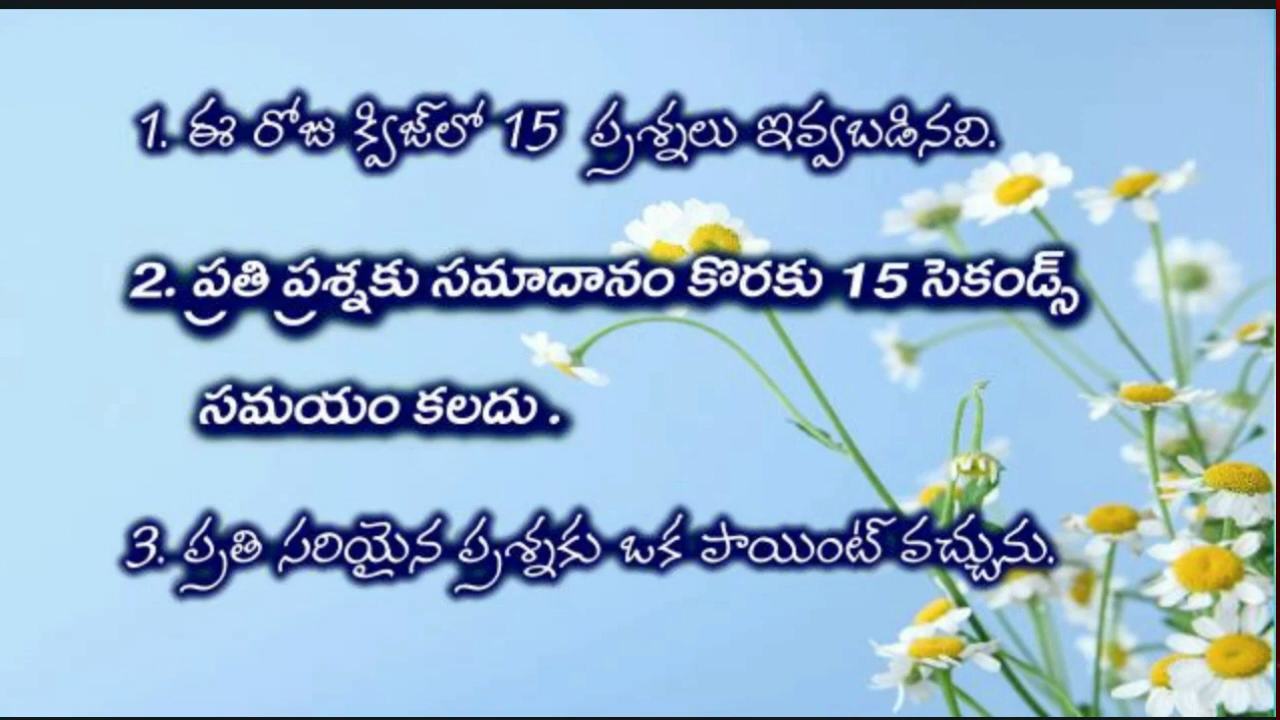 1. ఈ రోజు క్విజ్‌లో 15 ప్రశ్నలు ఇవ్వబడినవి.
2. ప్రతి ప్రశ్నకు సమాదానం కొరకు 15 సెకండ్స్
సమయం కలదు .
3. ప్రతి సరియైన ప్రశ్నకు ఒక పాయింట్ వచ్చును.